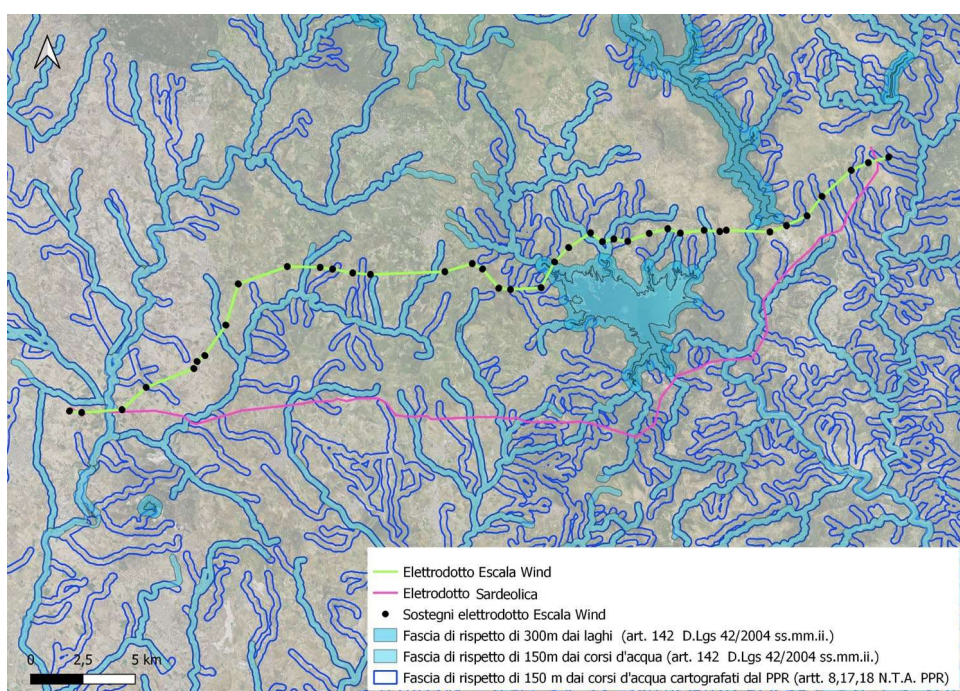 Elettrodotto Escala Wind
Eletrodotto Sardeolica
Sostegni elettrodotto Escala Wind
Fascia di rispetto di 300m dai laghi (art. 142 D.Lgs 42/2004 ss.mm.ii.)
Fascia di rispetto di 150m dai corsi d'acqua (art. 142 D.Lgs 42/2004 ss.mm.ii.)
Fascia di rispetto di 150 m dai corsi d'acqua cartografati dal PPR (artt. 8,17,18 N.T.A. PPR)
0 2,5 5 km